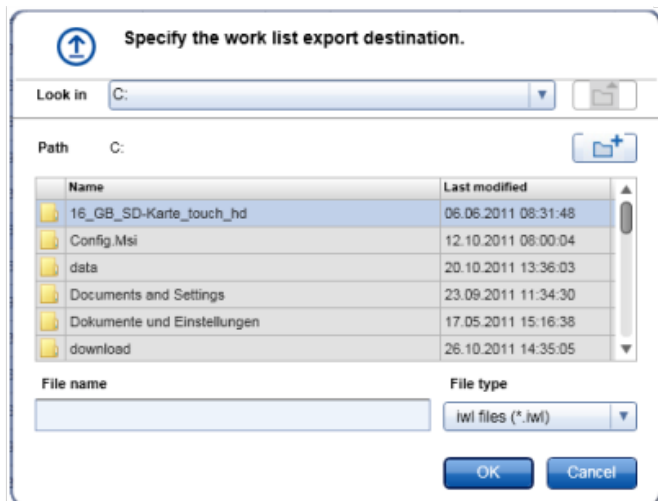 Specify the work list export destination.
Look in C:
Path C:
Name Last modified
16_GB_SD-Karte_touch_hd 06.06.2011 08:31:48
Config.Msi 12.10.2011 08:00:04
data 20.10.2011 13:36:03
Documents and Settings 23.09.2011 11:34:30
Dokumente und Einstellungen 17.05.2011 15:16:38
download 26.10.2011 14:35:05
File name File type
iwl files (*.iwl)
OK Cancel